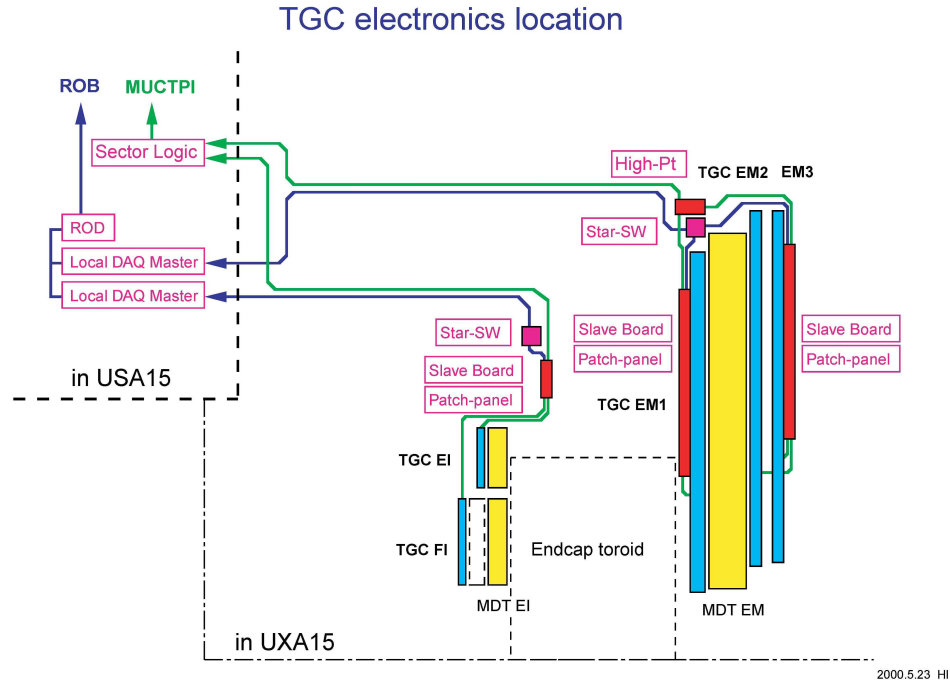 TGC electronics location
ROB
MUCTPI
Sector Logic
High-Pt
TGC EM2
EM3
ROD
Star-SW
Local DAQ Master
Local DAQ Master
Star-SW
Slave Board
Slave Board
Patch-panel
Patch-panel
in USA15
Slave Board
Patch-panel
TGC EM1
TGC EI
TGC FI
Endcap toroid
MDT EI
MDT EM
in UXA15
2000.5.23 HI